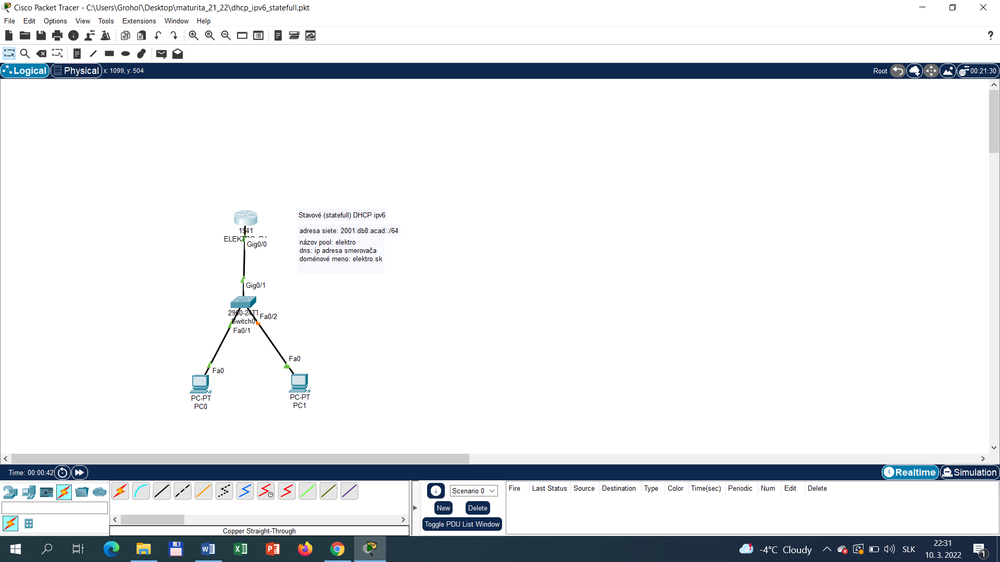 Cisco Packet Tracer - C:\Users\Grohoľ\Desktop\maturita_21_22\dhcp_ipv6_statefull.pkt
File Edit Options View Tools Extensions Window Help
?
Logical Physical x: 1099, y: 504 Root 00:21:30
Stavové (statefull) DHCP ipv6
1941
adresa siete: 2001:db8:acad::/64
Gig0/0
názov pool: elektro
dns: ip adresa smerovača
doménové meno: elektro.sk
Gig0/1
2960-24TT
Switch0
Fa0/2
Fa0/1
Fa0
Fa0
PC-PT
PC0
PC-PT
PC1
Time: 00:00:42 Realtime Simulation
Scenario 0
New Delete
Toggle PDU List Window
Fire Last Status Source Destination Type Color Time(sec) Periodic Num Edit Delete
Copper Straight-Through
-4°C Cloudy SLK 22:31
10. 3. 2022
1